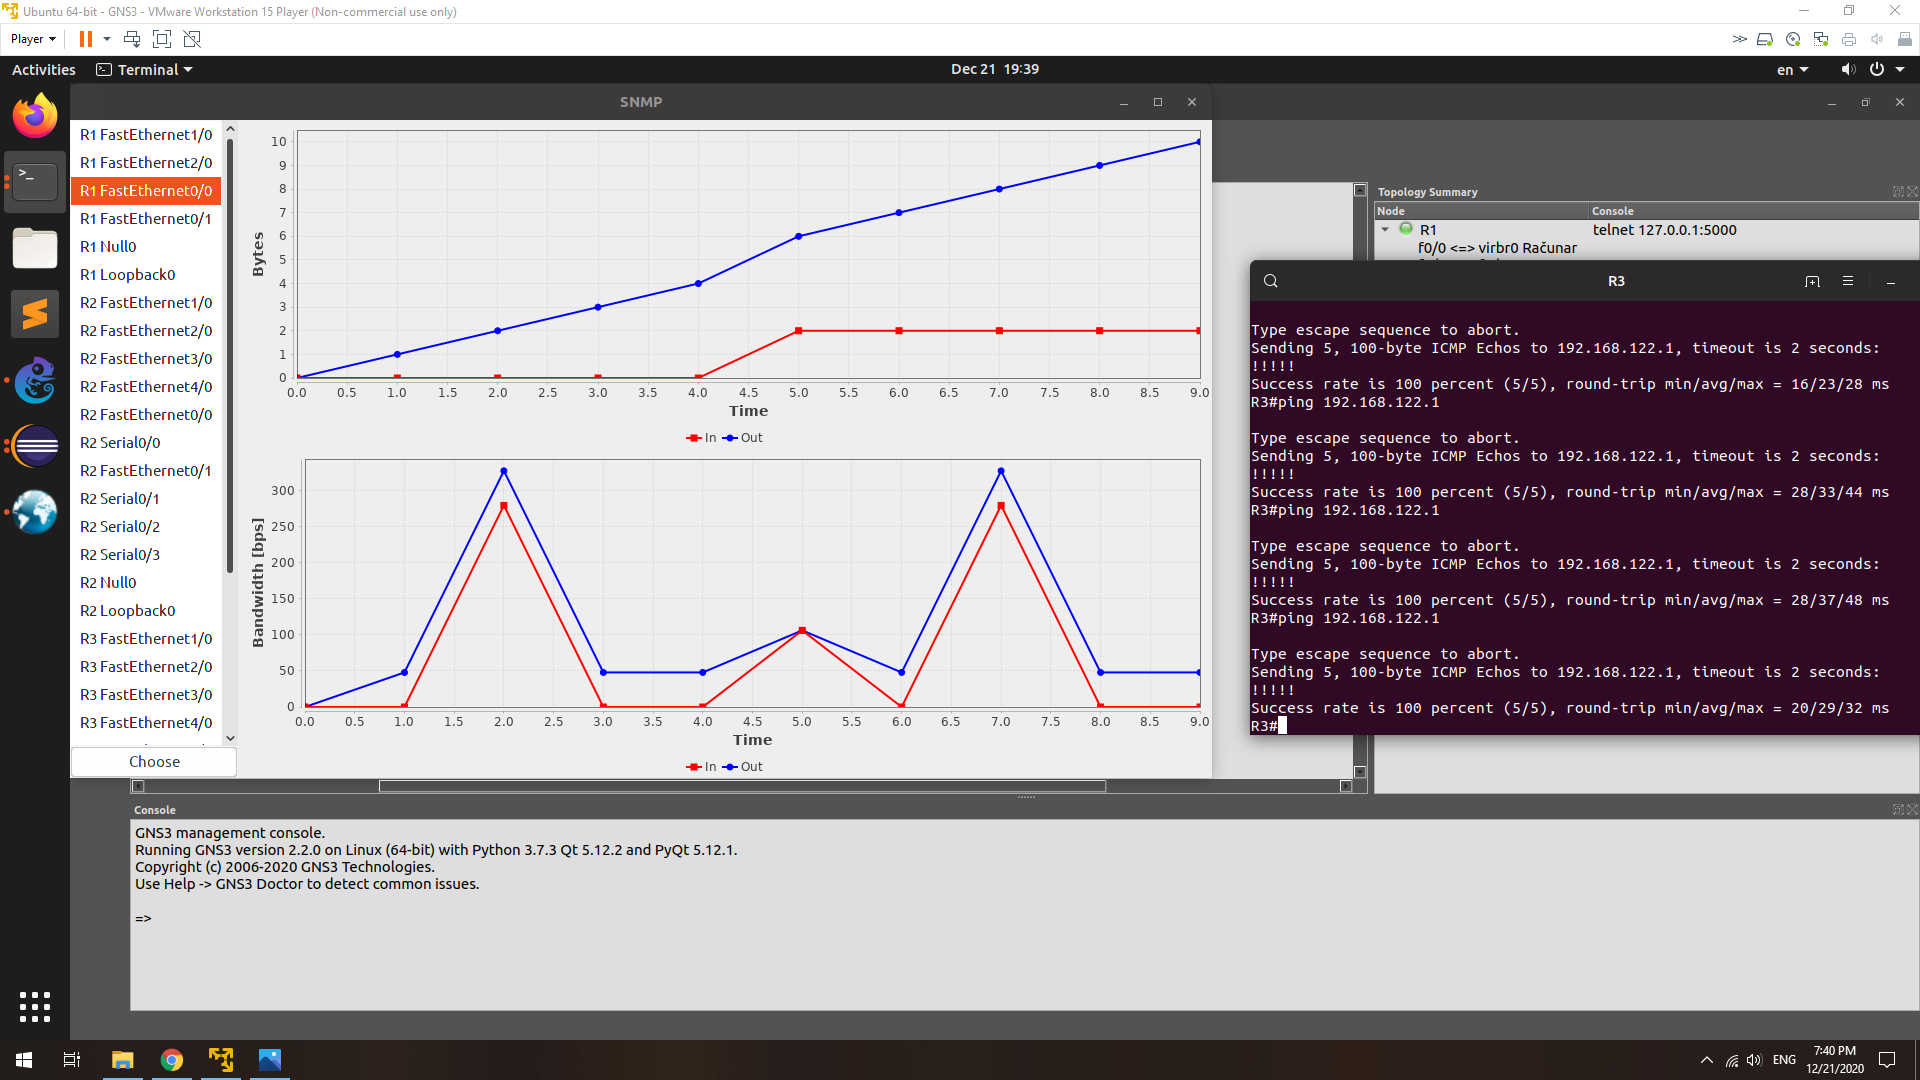 Ubuntu 64-bit - GNS3 - VMware Workstation 15 Player (Non-commercial use only)
Player
Activities
Terminal
Dec 21 19:39
en
SNMP
R1 FastEthernet1/0
R1 FastEthernet2/0
R1 FastEthernet0/0
R1 FastEthernet0/1
R1 Null0
R1 Loopback0
R2 FastEthernet1/0
R2 FastEthernet2/0
R2 FastEthernet3/0
R2 FastEthernet4/0
R2 FastEthernet0/0
R2 Serial0/0
R2 FastEthernet0/1
R2 Serial0/1
R2 Serial0/2
R2 Serial0/3
R2 Null0
R2 Loopback0
R3 FastEthernet1/0
R3 FastEthernet2/0
R3 FastEthernet3/0
R3 FastEthernet4/0
Choose
Bytes
10
9
8
7
6
5
4
3
2
1
0
0.0 0.5 1.0 1.5 2.0 2.5 3.0 3.5 4.0 4.5 5.0 5.5 6.0 6.5 7.0 7.5 8.0 8.5 9.0
Time
In Out
Bandwidth [bps]
300
250
200
150
100
50
0
0.0 0.5 1.0 1.5 2.0 2.5 3.0 3.5 4.0 4.5 5.0 5.5 6.0 6.5 7.0 7.5 8.0 8.5 9.0
Time
In Out
Topology Summary
Node Console
R1 telnet 127.0.0.1:5000
f0/0 <=> virbr0 Računar
R3
Type escape sequence to abort.
Sending 5, 100-byte ICMP Echos to 192.168.122.1, timeout is 2 seconds:
!!!!!
Success rate is 100 percent (5/5), round-trip min/avg/max = 16/23/28 ms
R3#ping 192.168.122.1
Type escape sequence to abort.
Sending 5, 100-byte ICMP Echos to 192.168.122.1, timeout is 2 seconds:
!!!!!
Success rate is 100 percent (5/5), round-trip min/avg/max = 28/33/44 ms
R3#ping 192.168.122.1
Type escape sequence to abort.
Sending 5, 100-byte ICMP Echos to 192.168.122.1, timeout is 2 seconds:
!!!!!
Success rate is 100 percent (5/5), round-trip min/avg/max = 28/37/48 ms
R3#ping 192.168.122.1
Type escape sequence to abort.
Sending 5, 100-byte ICMP Echos to 192.168.122.1, timeout is 2 seconds:
!!!!!
Success rate is 100 percent (5/5), round-trip min/avg/max = 20/29/32 ms
R3#
Console
GNS3 management console.
Running GNS3 version 2.2.0 on Linux (64-bit) with Python 3.7.3 Qt 5.12.2 and PyQt 5.12.1.
Copyright (c) 2006-2020 GNS3 Technologies.
Use Help -> GNS3 Doctor to detect common issues.
=>
ENG
7:40 PM
12/21/2020